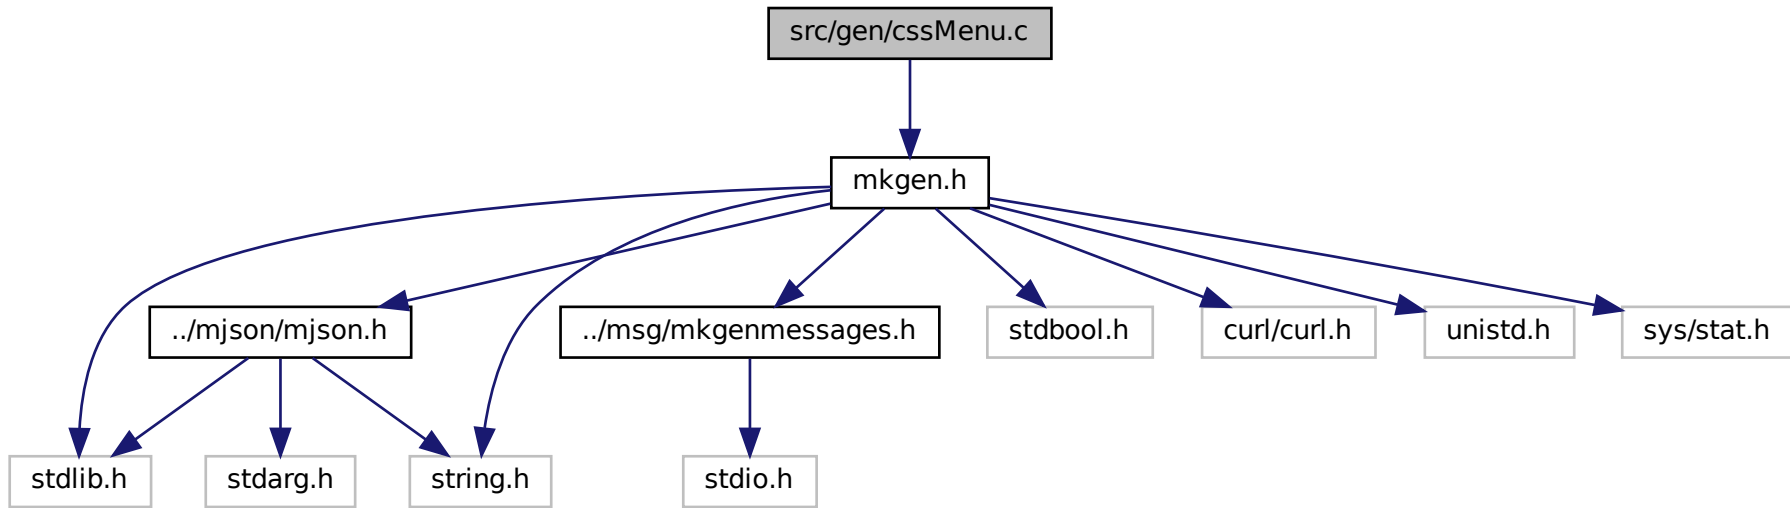 src/gen/cssMenu.c
mkgen.h
../mjson/mjson.h
../msg/mkgenmessages.h
stdbool.h
curl/curl.h
unistd.h
sys/stat.h
stdlib.h
stdarg.h
string.h
stdio.h